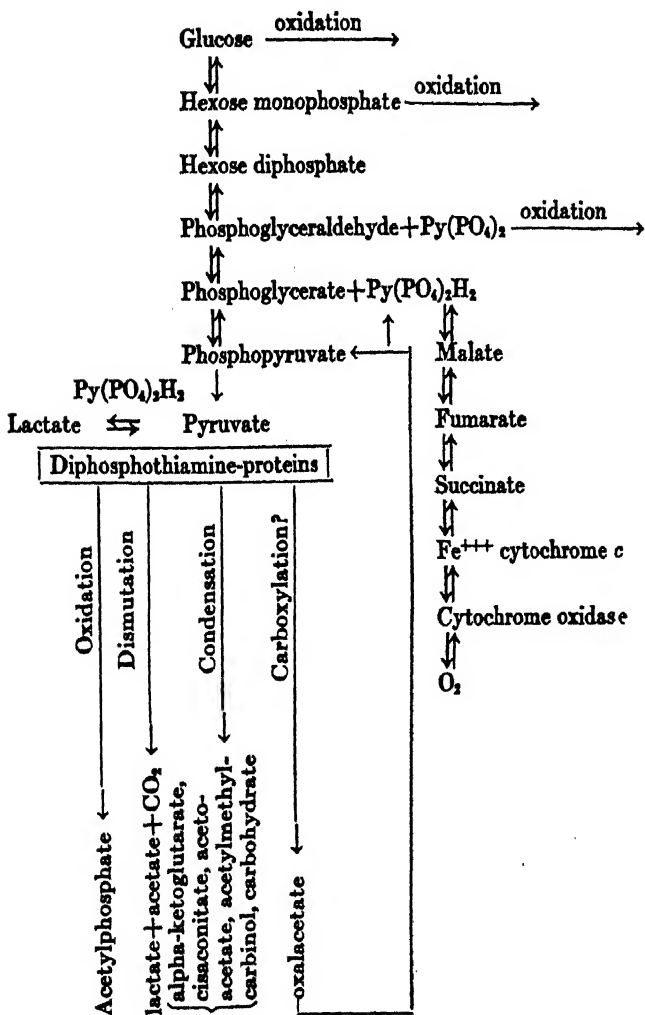 oxidation
Glucose
Hexose monophosphate
oxidation
Hexose diphosphate
oxidation
Phosphoglyceraldehyde+Py(PO₄)₂
Phosphoglycerate+Py(PO₄)₂H₂
Phosphopyruvate
Malate
Py(PO₄)₂H₂
Lactate
Pyruvate
Fumarate
Diphosphothiamine-proteins
Succinate
Fe⁺⁺⁺ cytochrome c
Cytochrome oxidase
O₂
Oxidation
Dismutation
Condensation
Carboxylation?
Acetylphosphate
lactate+acetate+CO₂
alpha-ketoglutarate,
cisaconitate, aceto-
acetate, acetylmethyl-
carbinol, carbohydrate
oxalacetate